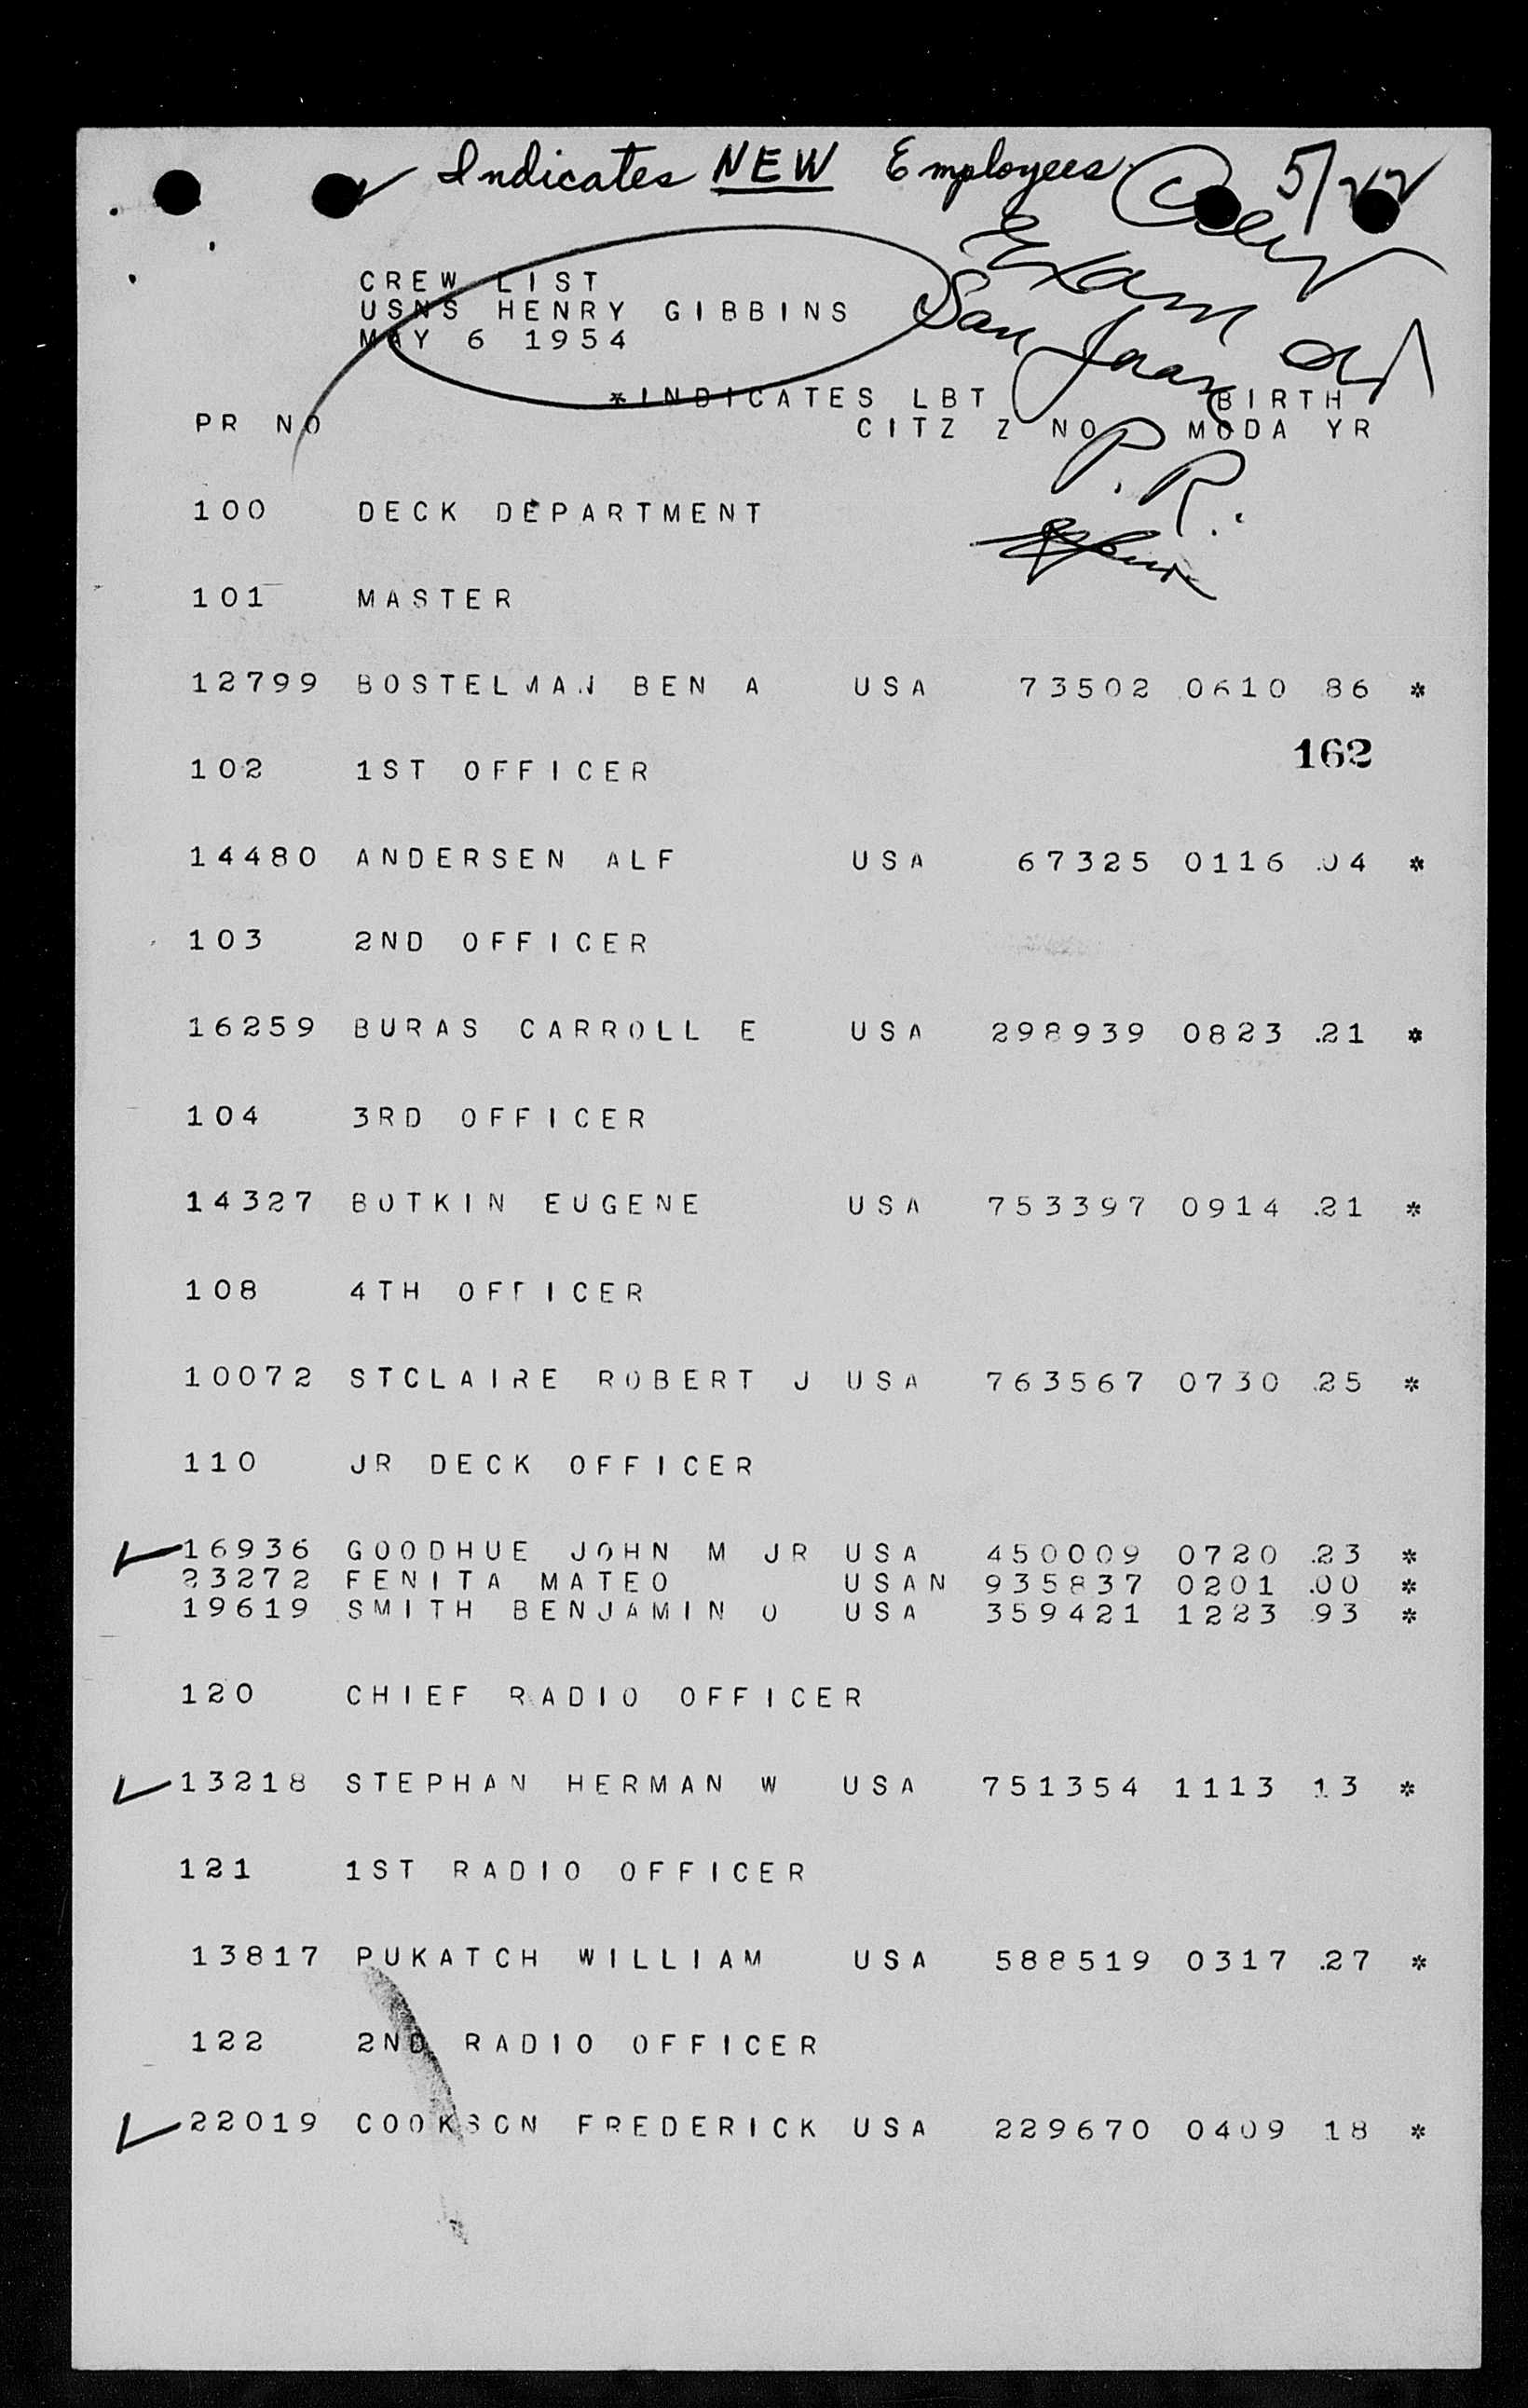 ✓ Indicates NEW Employees 5/22
Crew
Exam at
San Juan
P. R.
CREW LIST
USNS HENRY GIBBINS
MAY 6 1954
*INDICATES LBT BIRTH
PR NO CITZ Z NO MODA YR
100 DECK DEPARTMENT
101 MASTER
12799 BOSTELMAN BEN A USA 73502 0610 86 *
162
102 1ST OFFICER
14480 ANDERSEN ALF USA 67325 0116 04 *
103 2ND OFFICER
16259 BURAS CARROLL E USA 298939 0823 21 *
104 3RD OFFICER
14327 BOTKIN EUGENE USA 753397 0914 21 *
108 4TH OFFICER
10072 STCLAIRE ROBERT J USA 763567 0730 25 *
110 JR DECK OFFICER
✓ 16936 GOODHUE JOHN M JR USA 450009 0720 23 *
23272 FENITA MATEO USAN 935837 0201 00 *
19619 SMITH BENJAMIN O USA 359421 1223 93 *
120 CHIEF RADIO OFFICER
✓ 13218 STEPHAN HERMAN W USA 751354 1113 13 *
121 1ST RADIO OFFICER
13817 PUKATCH WILLIAM USA 588519 0317 27 *
122 2ND RADIO OFFICER
✓ 22019 COOKSON FREDERICK USA 229670 0409 18 *